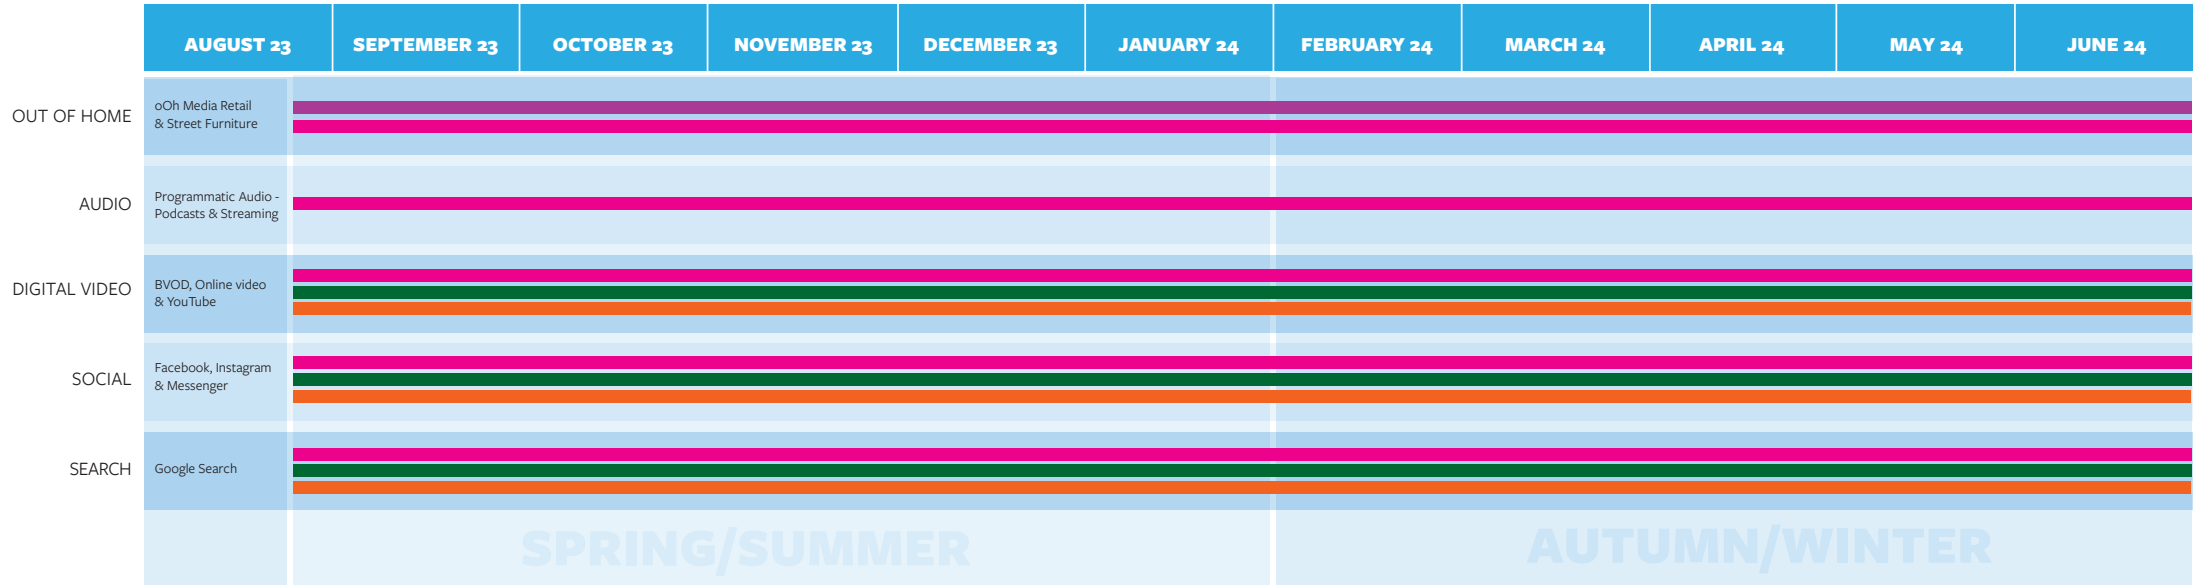 AUGUST 23 SEPTEMBER 23 OCTOBER 23 NOVEMBER 23 DECEMBER 23 JANUARY 24 FEBRUARY 24 MARCH 24 APRIL 24 MAY 24 JUNE 24
OUT OF HOME
oOh Media Retail
& Street Furniture
AUDIO
Programmatic Audio -
Podcasts & Streaming
DIGITAL VIDEO
BVOD, Online video
& YouTube
SOCIAL
Facebook, Instagram
& Messenger
SEARCH
Google Search
SPRING/SUMMER
AUTUMN/WINTER